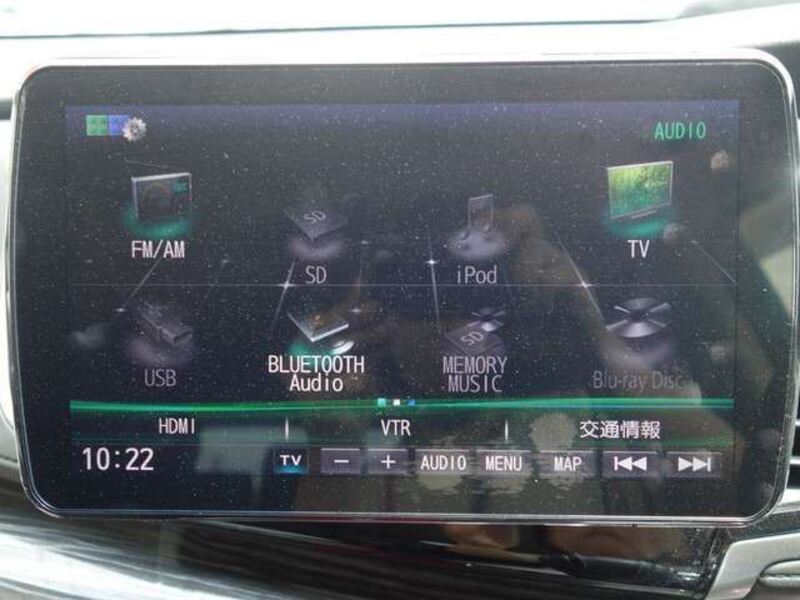 AUDIO
FM/AM
SD
iPod
TV
USB
BLUETOOTH
Audio
MEMORY
MUSIC
Blu-ray Disc
HDMI
VTR
交通情報
10:22
TV
AUDIO
MENU
MAP